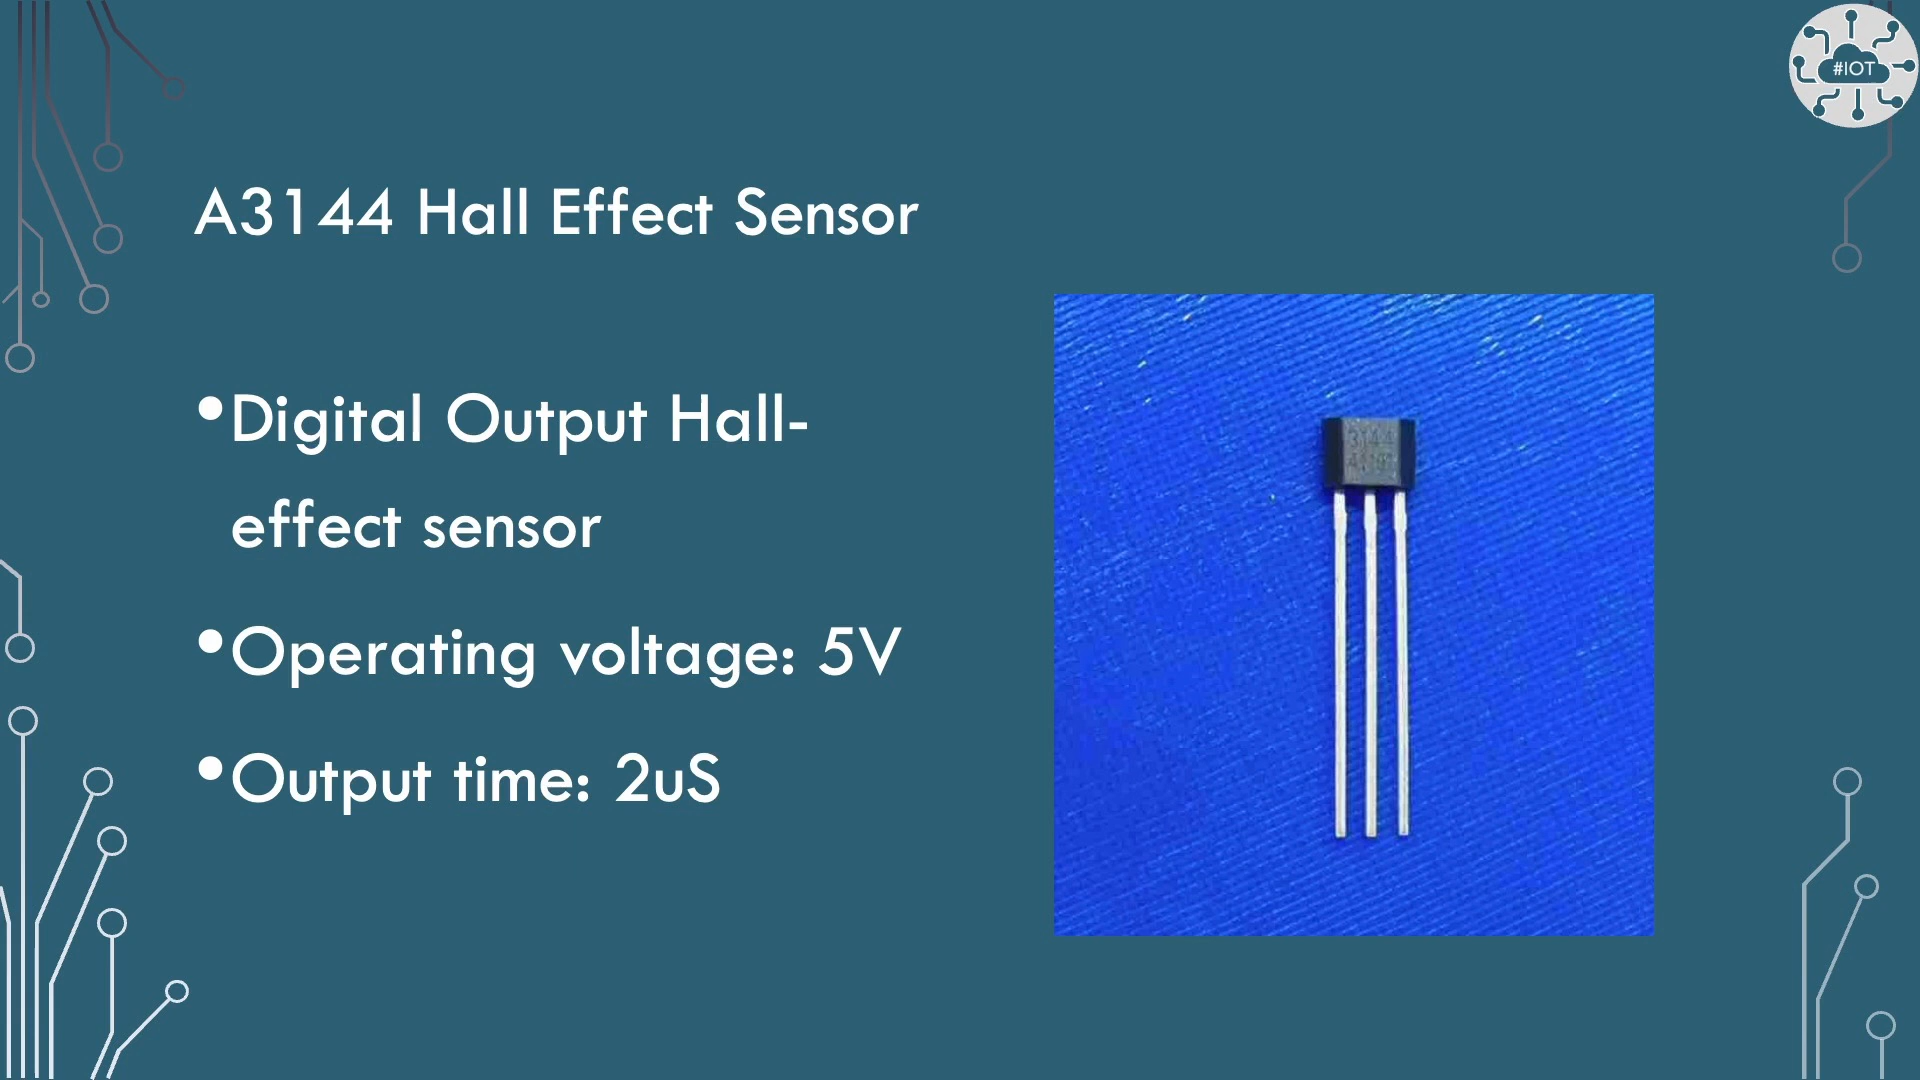 #IOT
A3144 Hall Effect Sensor
•Digital Output Hall-
effect sensor
•Operating voltage: 5V
•Output time: 2uS
3144